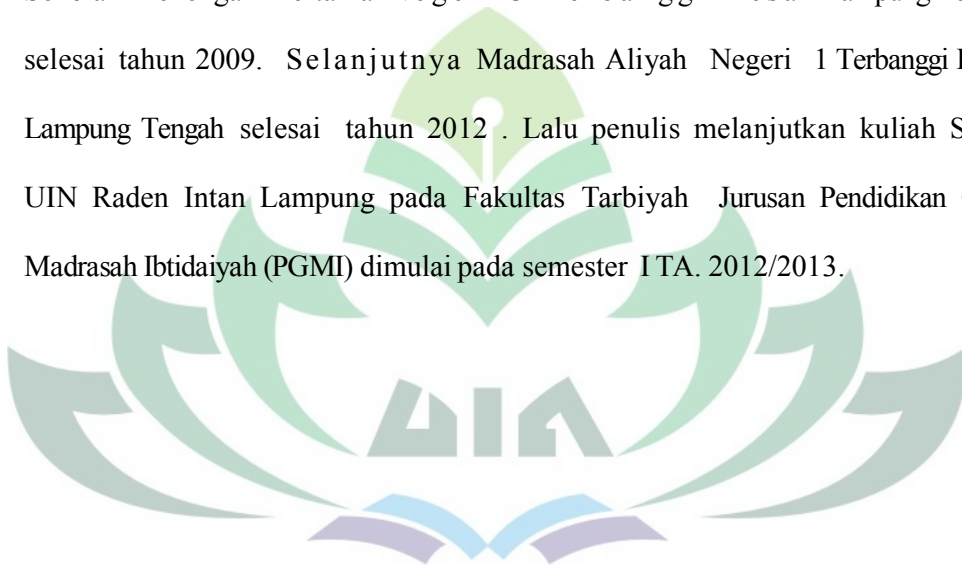 selesai tahun 2009. Selanjutnya Madrasah Aliyah Negeri 1 Terbanggi
Lampung Tengah selesai tahun 2012 . Lalu penulis melanjutkan kuliah
UIN Raden Intan Lampung pada Fakultas Tarbiyah Jurusan Pendidikan
Madrasah Ibtidaiyah (PGMI) dimulai pada semester I TA. 2012/2013.
UIN